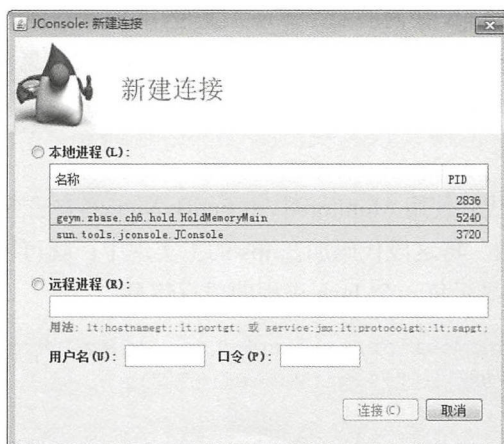 JConsole: 新建连接
新建连接
本地进程(L):
名称 PID
2836
geym.zbase.ch6.hold.HoldMemoryMain 5240
sun.tools.jconsole.JConsole 3720
远程进程(R):
用法: lt;hostnamegt;:lt;portgt; 或 service:jmx:lt;protocolgt;:lt;sapgt;
用户名(U): 口令(P):
连接(C) 取消